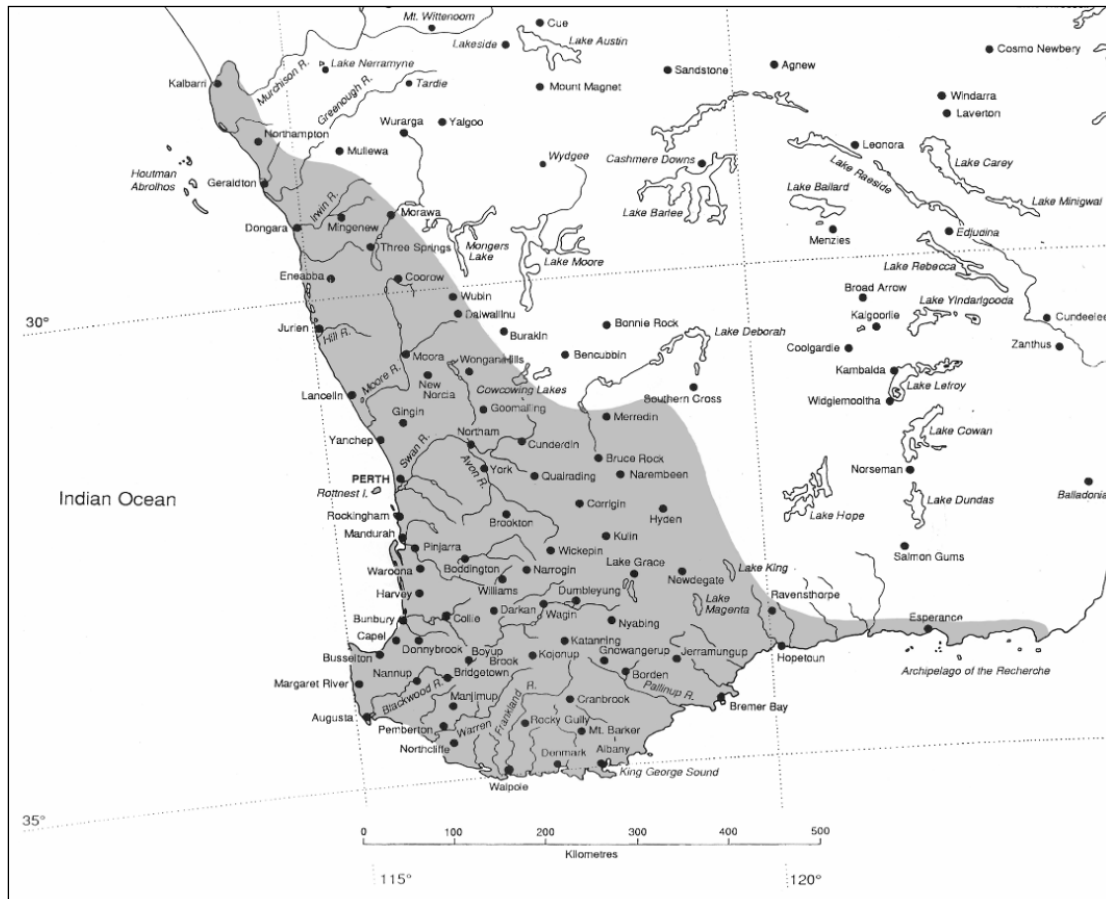 Mt. Wittenoom
Cue
Lakeside
Lake Austin
Cosmo Newbery
Lake Nerramyne
Agnew
Sandstone
Kalbarri
Murchison R.
Greenough R.
Tardie
Mount Magnet
Windarra
Laverton
Wurarga
Yalgoo
Northampton
Mullewa
Leonora
Wydgee
Cashmere Downs
Lake Carey
Houtman
Abrolhos
Geraldton
Lake Raeside
Lake Ballard
Lake Barlee
Lake Minigwal
Irwin R.
Morawa
Dongara
Mingenew
Menzies
Edjudina
Three Springs
Mongers
Lake
Lake Moore
Lake Rebecca
Eneabba
Coorow
Broad Arrow
Wubin
Lake Yindarlgooda
Dalwallinu
Kalgoorlie
Cundeelee
30°
Jurien
Hill R.
Burakin
Bonnie Rock
Lake Deborah
Coolgardie
Zanthus
Moora
Wongan Hills
Bencubbin
Kambalda
Moore R.
New
Norcia
Cowcowing Lakes
Southern Cross
Lake Lefroy
Lancelin
Widgiemooltha
Gingin
Goomalling
Merredin
Lake Cowan
Yanchep
Northam
Cunderdin
Swan R.
Bruce Rock
Avon R.
York
Quairading
Narembeen
Norseman
PERTH
Balladonia
Rottnest I.
Indian Ocean
Corrigin
Hyden
Lake Hope
Lake Dundas
Rockingham
Brookton
Mandurah
Kulin
Salmon Gums
Pinjarra
Wickepin
Waroona
Boddington
Narrogin
Lake Grace
Lake King
Newdegate
Williams
Harvey
Dumbleyung
Lake
Magenta
Ravensthorpe
Darkan
Wagin
Bunbury
Collie
Nyabing
Esperance
Capel
Donnybrook
Katanning
Busselton
Boyup
Brook
Kojonup
Gnowangerup
Jerramungup
Hopetoun
Nannup
Bridgetown
Archipelago of the Recherche
Borden
Margaret River
Blackwood R.
Pallinup R.
Manjimup
Frankland R.
Cranbrook
Bremer Bay
Augusta
Pemberton
Warren
Rocky Gully
Mt. Barker
Northcliffe
Denmark
Albany
King George Sound
Walpole
35°
0 100 200 300 400 500
Kilometres
115°
120°